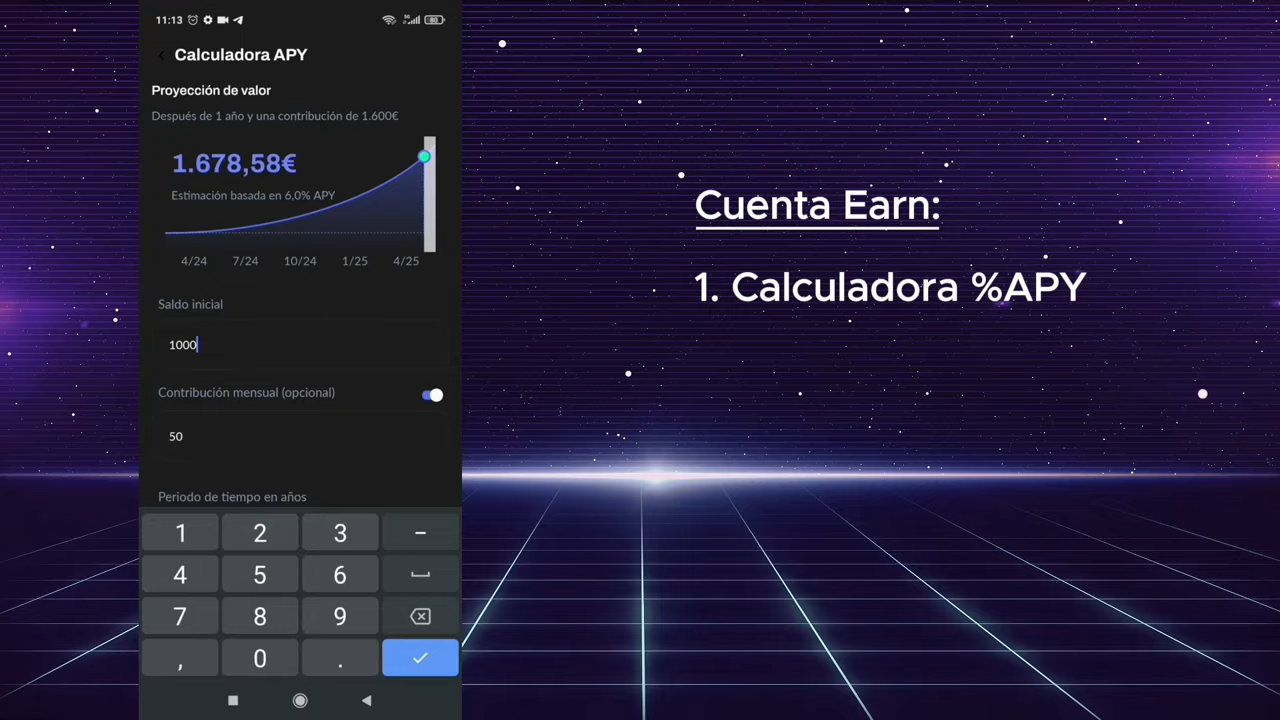 11:13
5G
80
Calculadora APY
Proyección de valor
Después de 1 año y una contribución de 1.600€
1.678,58€
Estimación basada en 6,0% APY
4/24 7/24 10/24 1/25 4/25
Saldo inicial
1000
Contribución mensual (opcional)
50
Periodo de tiempo en años
1 2 3 −
4 5 6
7 8 9
, 0 .
Cuenta Earn:
1. Calculadora %APY